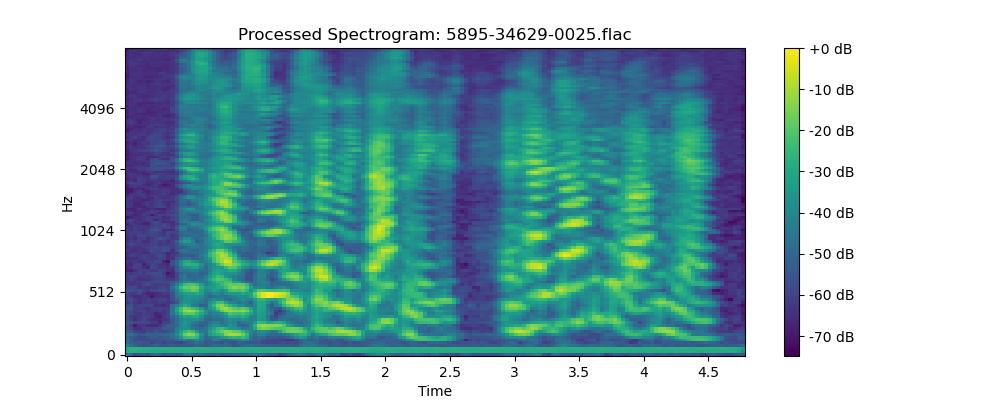 Processed Spectrogram: 5895-34629-0025.flac
Hz
4096
2048
1024
512
0
0 0.5 1 1.5 2 2.5 3 3.5 4 4.5
Time
+0 dB
-10 dB
-20 dB
-30 dB
-40 dB
-50 dB
-60 dB
-70 dB